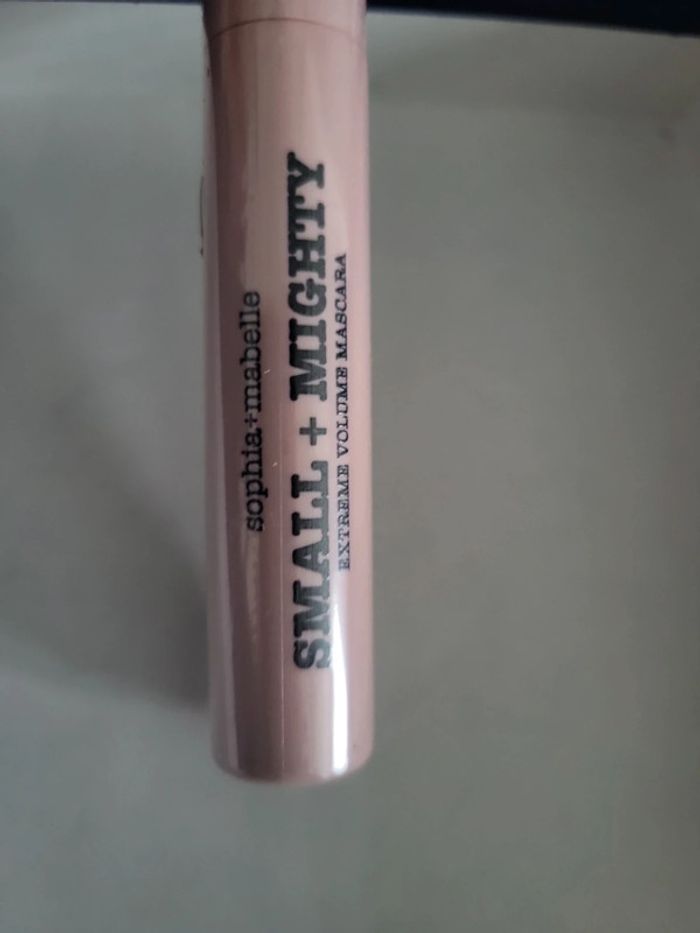 sophia+mabelle
SMALL + MIGHTY
EXTREME VOLUME MASCARA